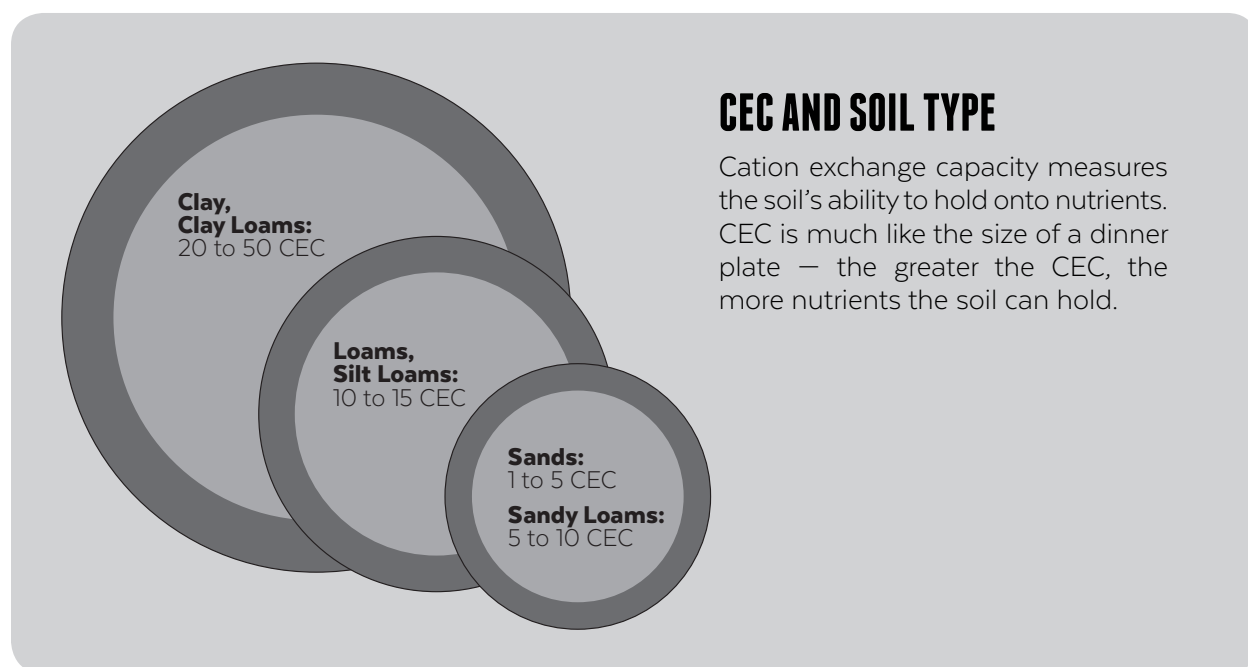 CEC AND SOIL TYPE
Cation exchange capacity measures
the soil’s ability to hold onto nutrients.
CEC is much like the size of a dinner
plate — the greater the CEC, the
more nutrients the soil can hold.
Clay,
Clay Loams:
20 to 50 CEC
Loams,
Silt Loams:
10 to 15 CEC
Sands:
1 to 5 CEC
Sandy Loams:
5 to 10 CEC